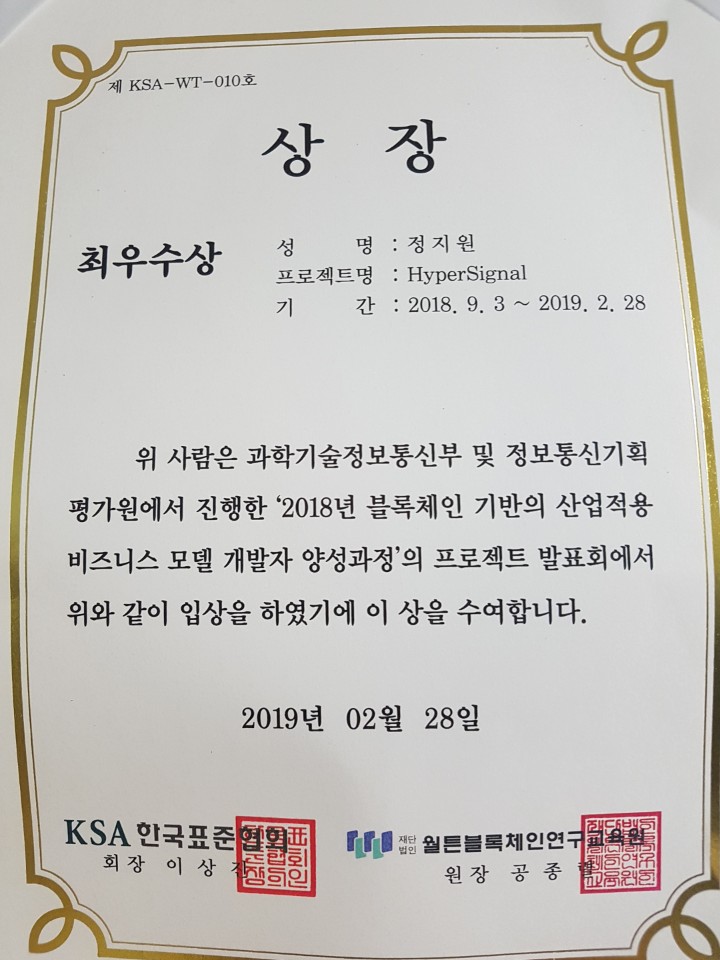 제 KSA-WT-010호
상 장
최우수상
성 명 : 정지원
프로젝트명 : HyperSignal
기 간 : 2018. 9. 3 ~ 2019. 2. 28
위 사람은 과학기술정보통신부 및 정보통신기획
평가원에서 진행한 '2018년 블록체인 기반의 산업적용
비즈니스 모델 개발자 양성과정'의 프로젝트 발표회에서
위와 같이 입상을 하였기에 이 상을 수여합니다.
2019년 02월 28일
KSA 한국표준협회
회장 이상진
재단
법인
월튼블록체인연구교육원
원장 공종렬